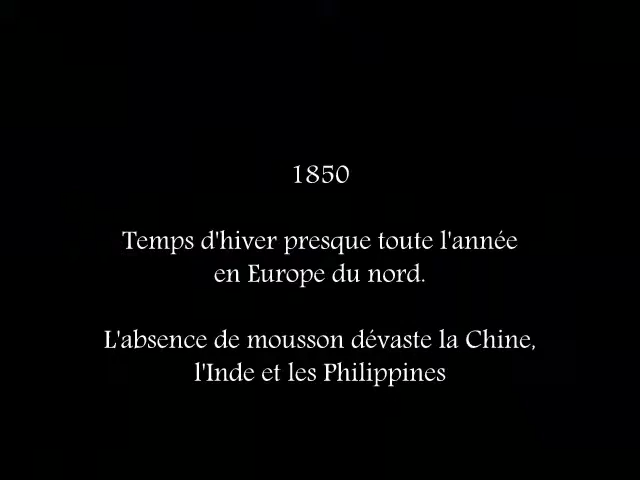 1850
Temps d'hiver presque toute l'année
en Europe du nord.
L'absence de mousson dévaste la Chine,
l'Inde et les Philippines